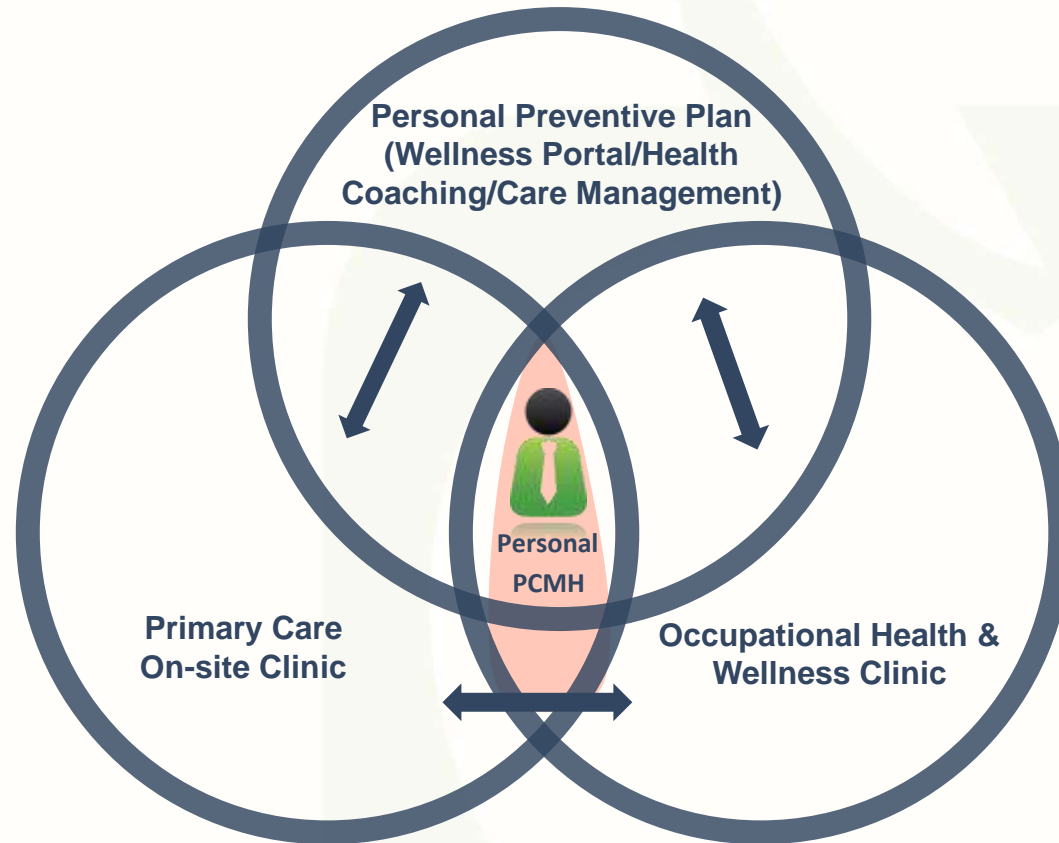 Personal Preventive Plan
(Wellness Portal/Health
Coaching/Care Management)
Personal
PCMH
Primary Care
On-site Clinic
Occupational Health &
Wellness Clinic